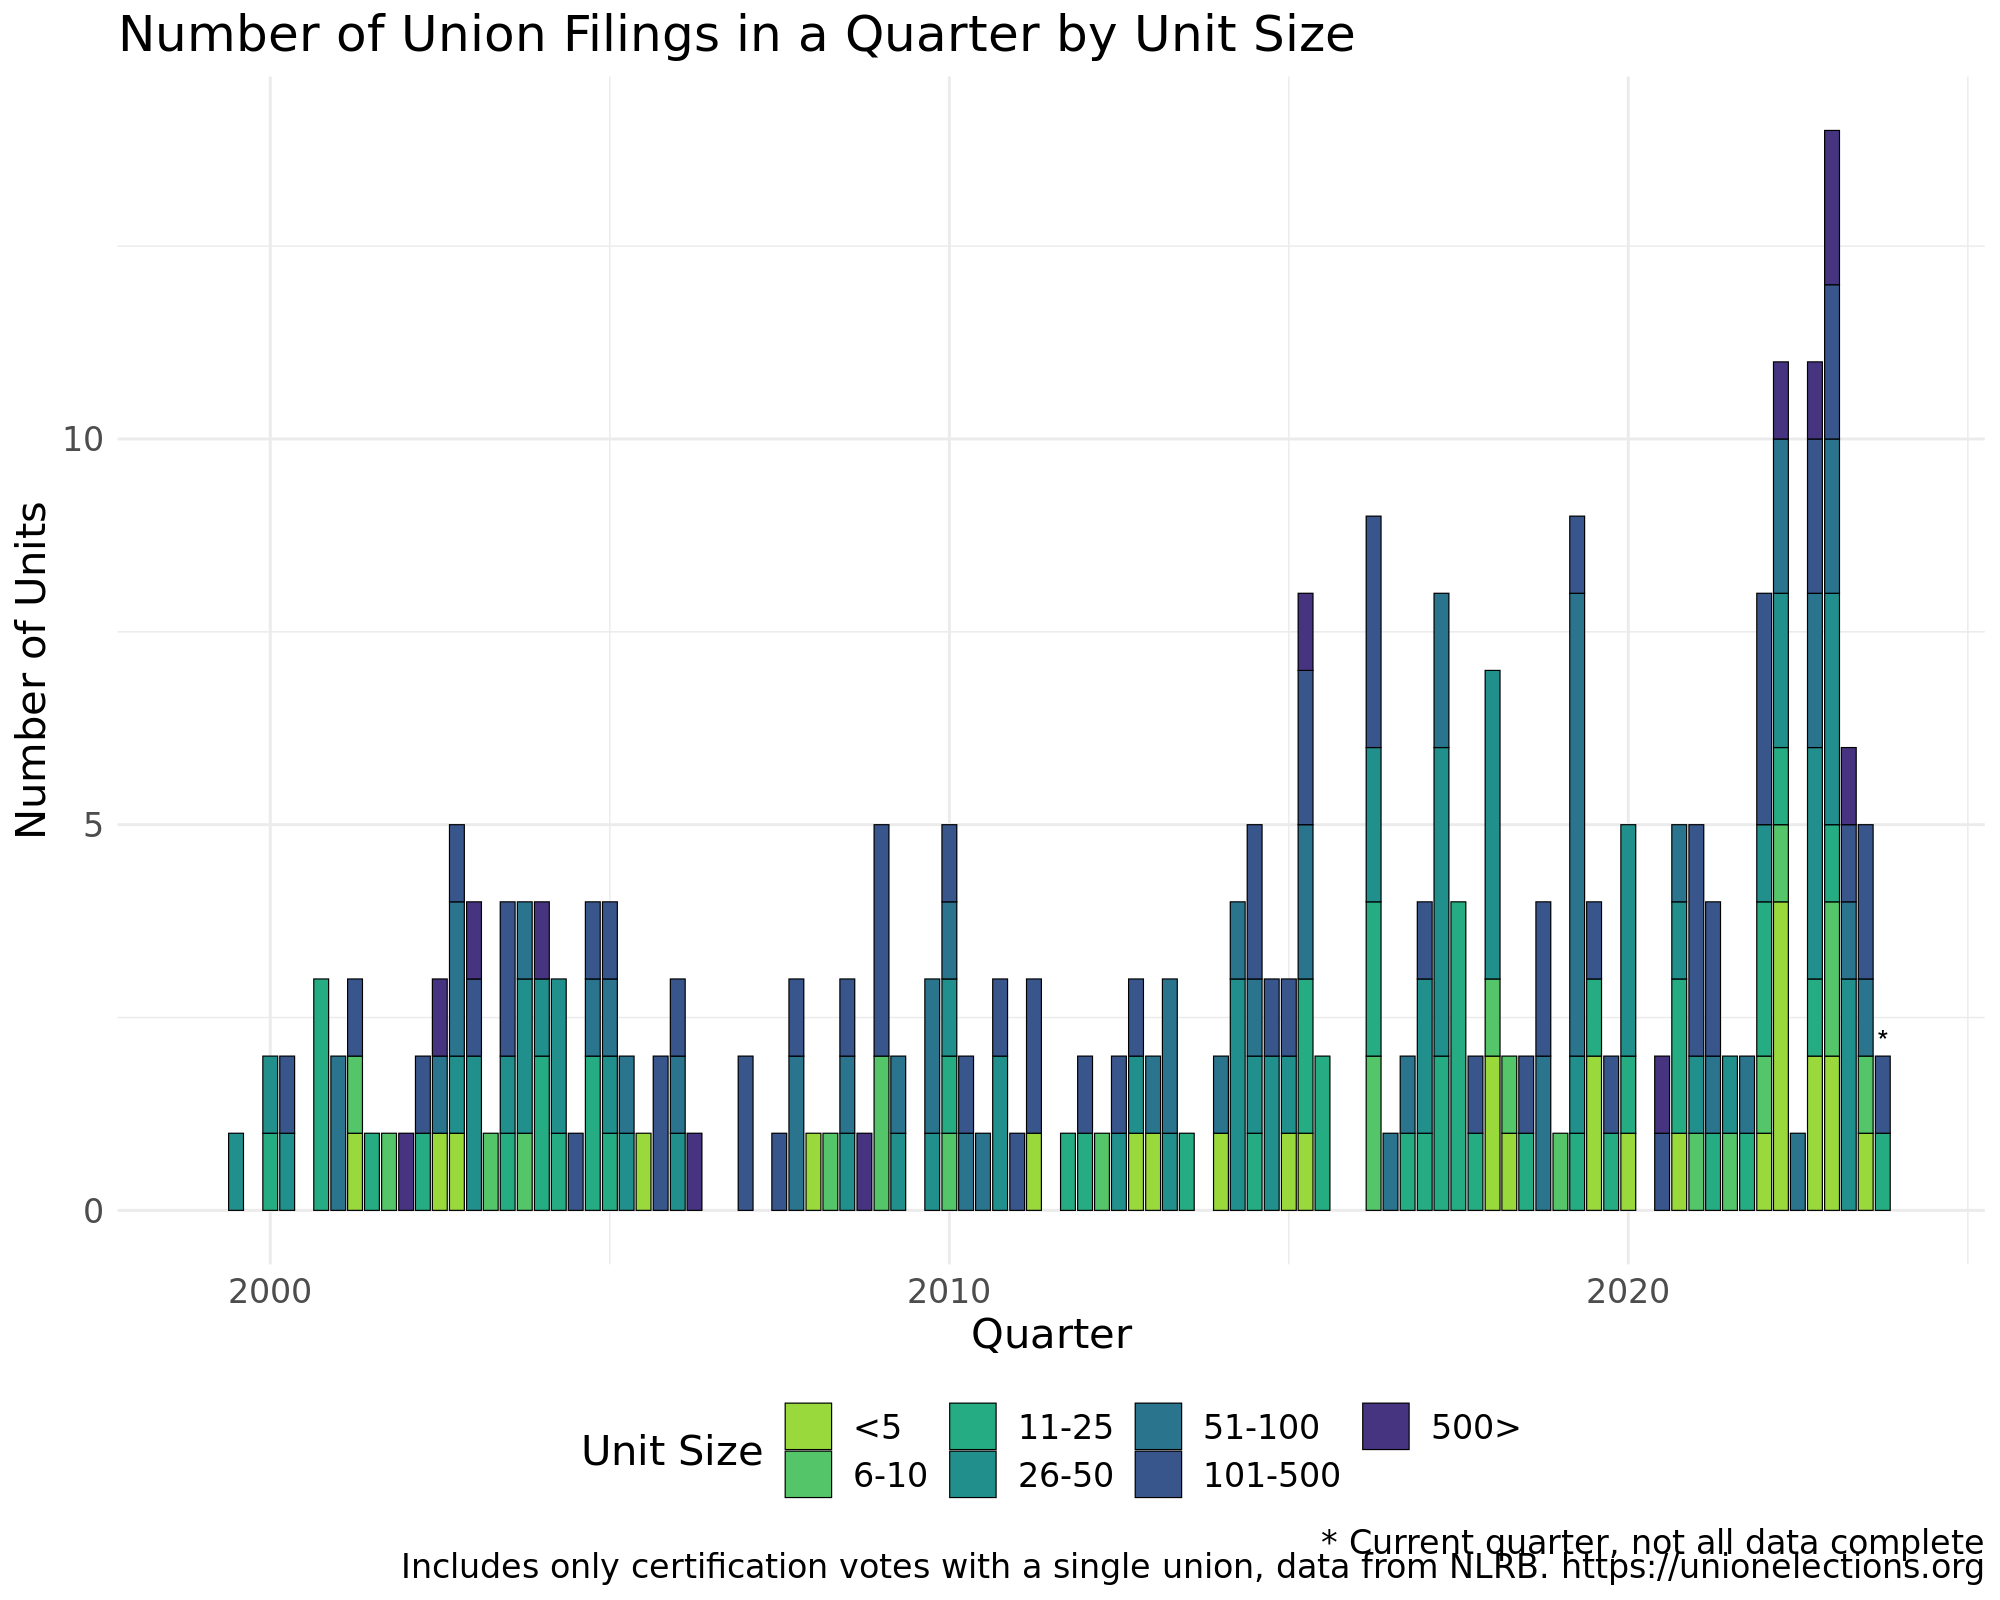 Number of Union Filings in a Quarter by Unit Size
Number of Units
10
5
0
*
2000 2010 2020
Quarter
Unit Size
<5 11-25 51-100 500>
6-10 26-50 101-500
* Current quarter, not all data complete
Includes only certification votes with a single union, data from NLRB. https://unionelections.org